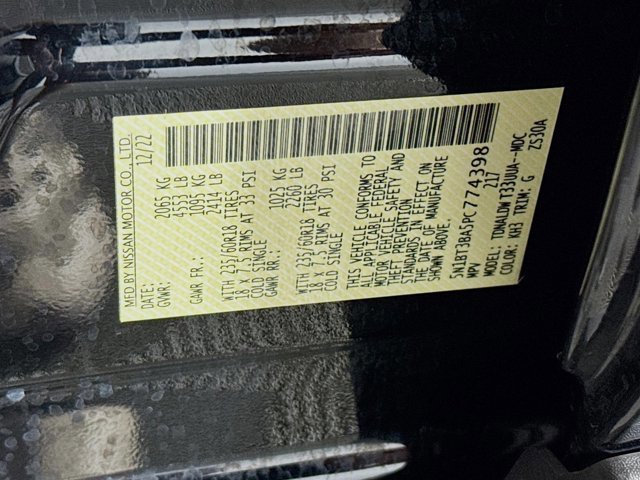 MFD BY NISSAN MOTOR CO., LTD.
DATE: 12/22
GVWR: 2065 KG
4553 LB
GAWR FR.: 1095 KG
2414 LB
WITH 235/60R18 TIRES
18 X 7.5 RIMS AT 33 PSI
COLD SINGLE
GAWR RR.: 1025 KG
2260 LB
WITH 235/60R18 TIRES
18 X 7.5 RIMS AT 30 PSI
COLD SINGLE
THIS VEHICLE CONFORMS TO
ALL APPLICABLE FEDERAL
MOTOR VEHICLE SAFETY AND
THEFT PREVENTION
STANDARDS IN EFFECT ON
THE DATE OF MANUFACTURE
SHOWN ABOVE.
5N1BT3BA5PC774398
MPV 217
MODEL: TDNALDW T33UUA--MDC
COLOR: KH3 TRIM: G ZS30A